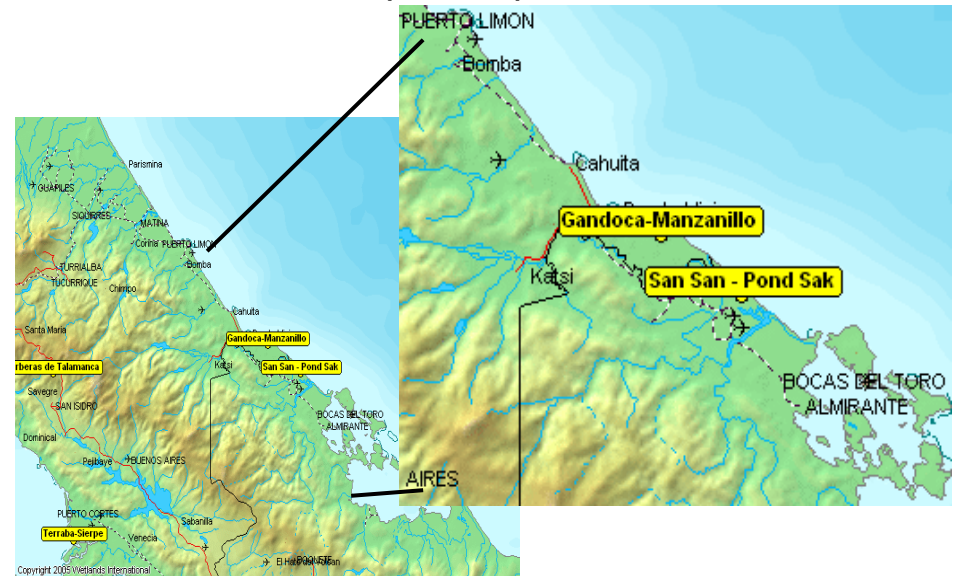 PUERTO LIMON
Bomba
Cahuita
Gandoca-Manzanillo
Katsi
San San - Pond Sak
BOCAS DEL TORO
ALMIRANTE
AIRES
Parismina
GUAPILES
SIQUIRRES
MATINA
Corina
PUERTO LIMON
Bomba
TURRIALBA
TUCURRIQUE
Chirripo
Cahuita
Santa Maria
Gandoca-Manzanillo
Katsi
San San - Pond Sak
rberas de Talamanca
Savegre
SAN ISIDRO
BOCAS DEL TORO
ALMIRANTE
Dominical
Pejibaye
BUENOS AIRES
PUERTO CORTES
Sabanilla
Terraba-Sierpe
Venecia
BOQUETE
Copyright 2005 Wetlands International